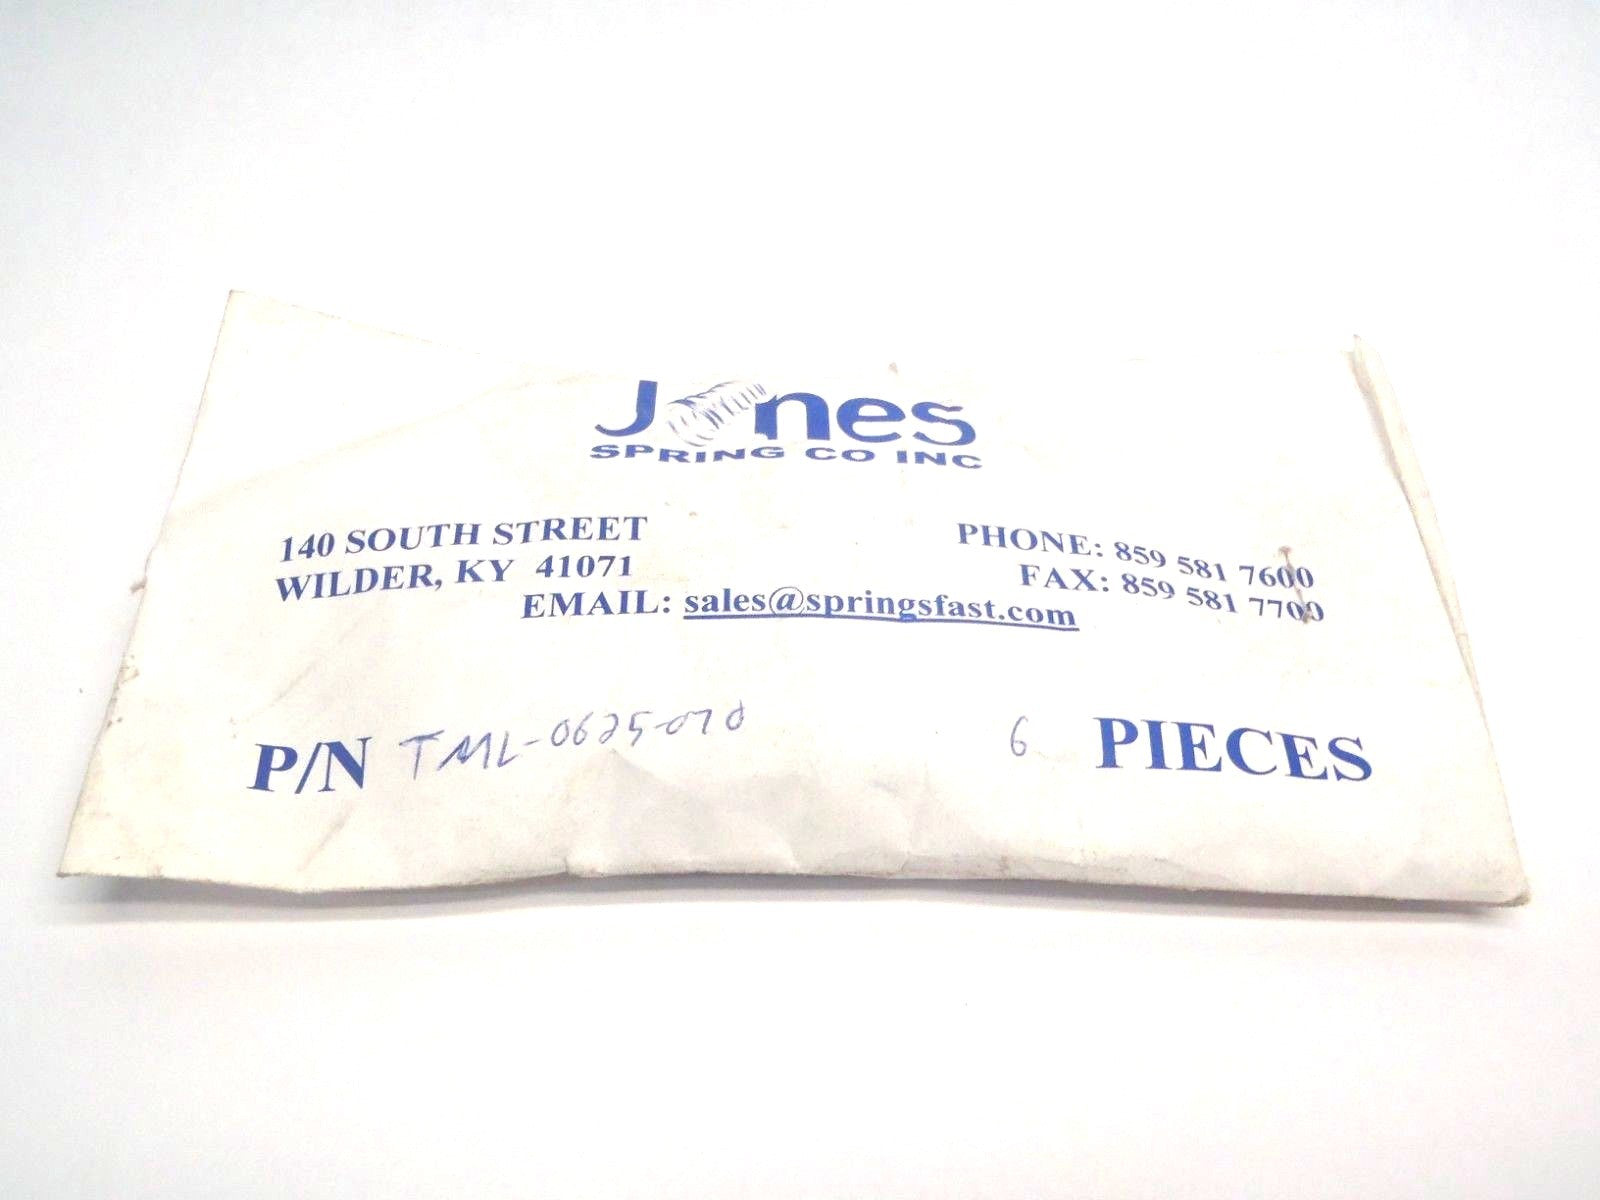 Jones
SPRING CO INC
140 SOUTH STREET
WILDER, KY 41071
PHONE: 859 581 7600
FAX: 859 581 7700
EMAIL: sales@springsfast.com
P/N TML-0625-070 6 PIECES